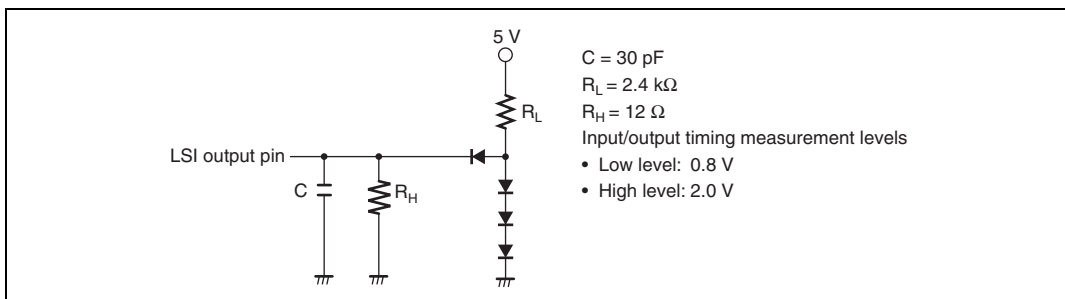 5 V
C = 30 pF
R_L = 2.4 kΩ
R_H = 12 Ω
Input/output timing measurement levels
• Low level: 0.8 V
• High level: 2.0 V
R_L
LSI output pin
C
R_H